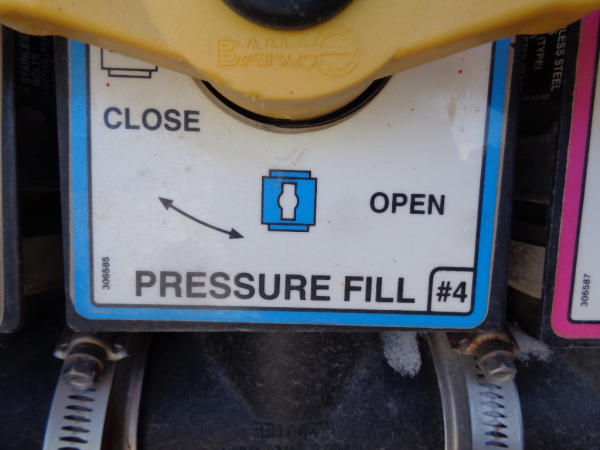 BANJO
CLOSE
OPEN
PRESSURE FILL #4
306585
306587